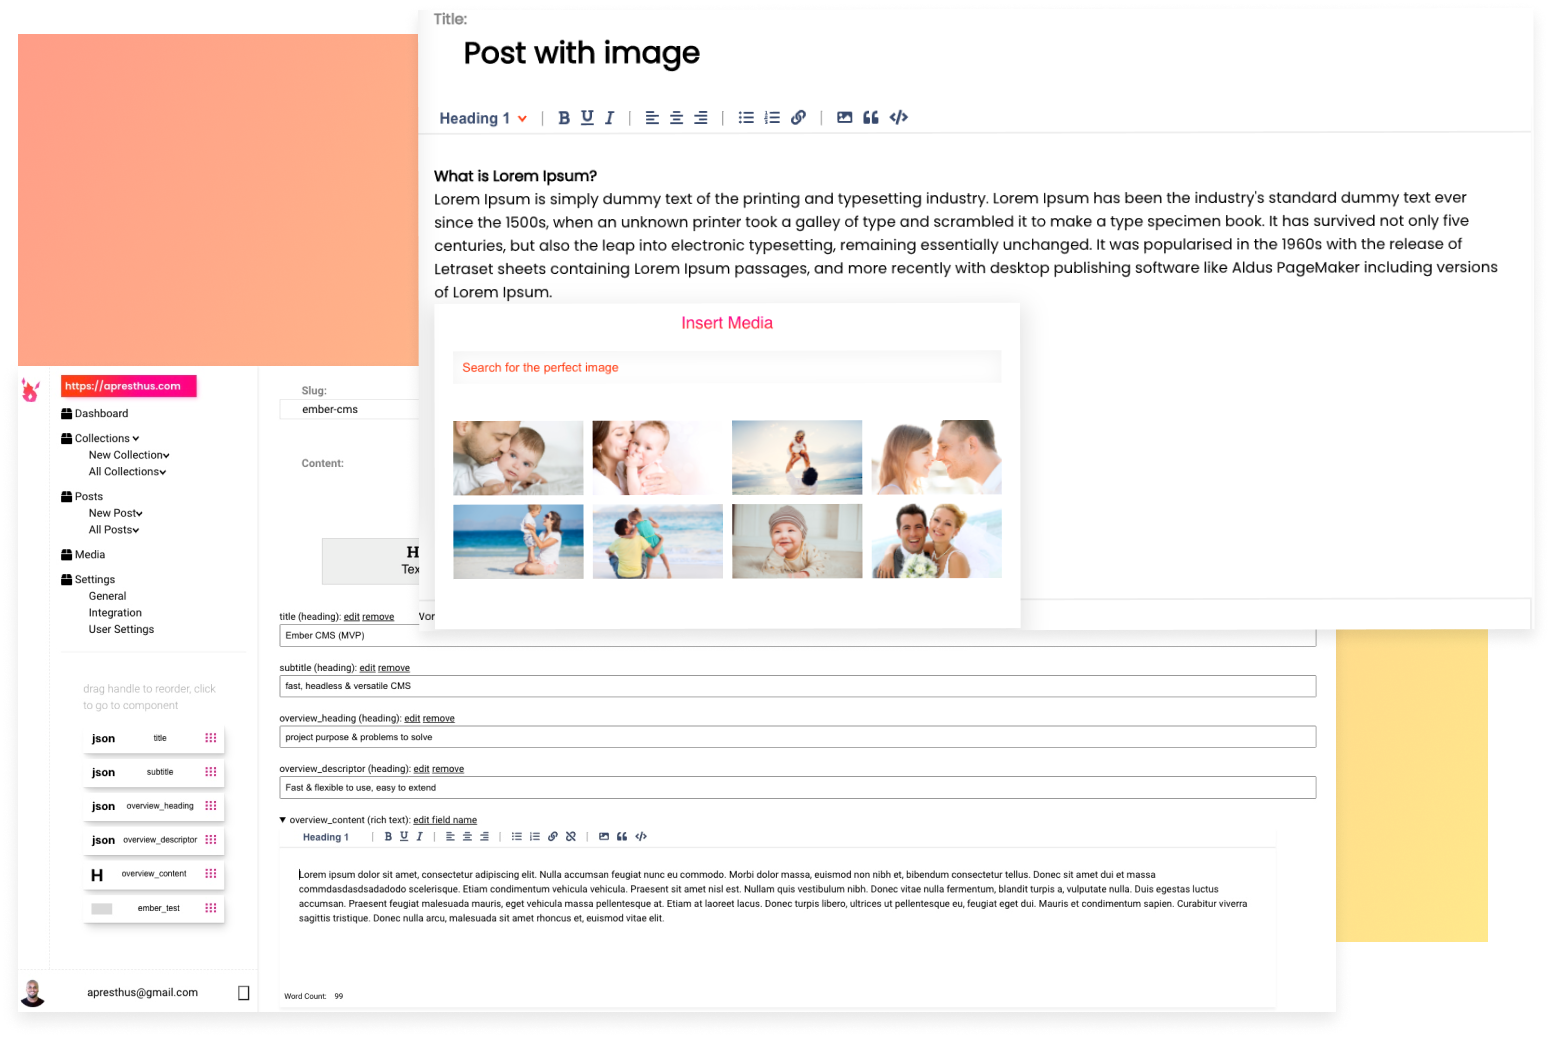 Title:
Post with image
Heading 1
B U I
What is Lorem Ipsum?
Lorem Ipsum is simply dummy text of the printing and typesetting industry. Lorem Ipsum has been the industry's standard dummy text ever
since the 1500s, when an unknown printer took a galley of type and scrambled it to make a type specimen book. It has survived not only five
centuries, but also the leap into electronic typesetting, remaining essentially unchanged. It was popularised in the 1960s with the release of
Letraset sheets containing Lorem Ipsum passages, and more recently with desktop publishing software like Aldus PageMaker including versions
of Lorem Ipsum.
Insert Media
Search for the perfect image
https://apresthus.com
Dashboard
Collections
New Collection
All Collections
Posts
New Post
All Posts
Media
Settings
General
Integration
User Settings
drag handle to reorder, click
to go to component
json title
json subtitle
json overview_heading
json overview_descriptor
H overview_content
ember_test
apresthus@gmail.com
Slug:
ember-cms
Content:
H
Tex
title (heading): edit remove
Vor
Ember CMS (MVP)
subtitle (heading): edit remove
fast, headless & versatile CMS
overview_heading (heading): edit remove
project purpose & problems to solve
overview_descriptor (heading): edit remove
Fast & flexible to use, easy to extend
overview_content (rich text): edit field name
Heading 1
B U I
Lorem ipsum dolor sit amet, consectetur adipiscing elit. Nulla accumsan feugiat nunc eu commodo. Morbi dolor massa, euismod non nibh et, bibendum consectetur tellus. Donec sit amet dui et massa
commdasdasdsadadodo scelerisque. Etiam condimentum vehicula vehicula. Praesent sit amet nisl est. Nullam quis vestibulum nibh. Donec vitae nulla fermentum, blandit turpis a, vulputate nulla. Duis egestas luctus
accumsan. Praesent feugiat malesuada mauris, eget vehicula massa pellentesque at. Etiam at laoreet lacus. Donec turpis libero, ultrices ut pellentesque eu, feugiat eget dui. Mauris et condimentum sapien. Curabitur viverra
sagittis tristique. Donec nulla arcu, malesuada sit amet rhoncus et, euismod vitae elit.
Word Count: 99